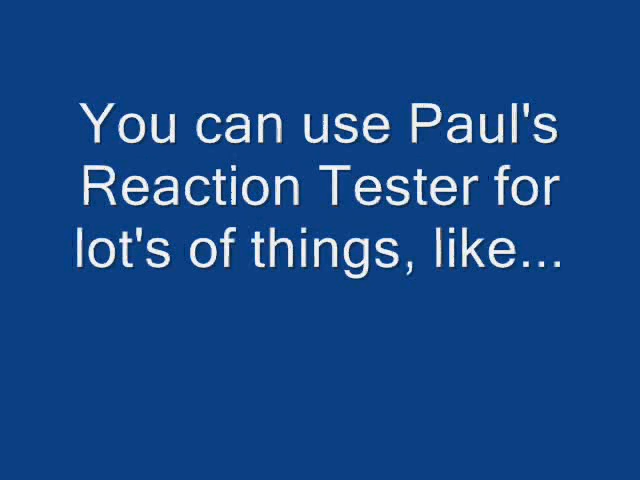 You can use Paul's
Reaction Tester for
lot's of things, like...